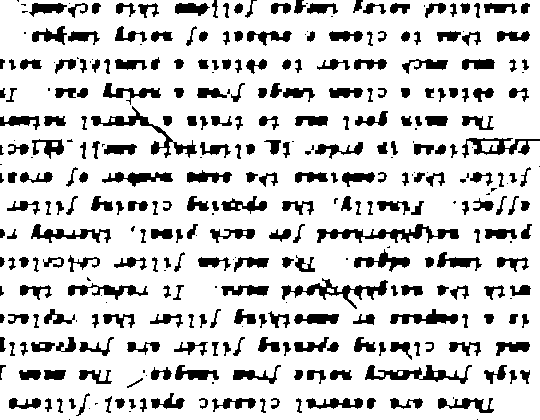 There are several classic spatial filters
high frequency noise from images. The mean
and the closing opening filter are frequently
is a lowpass or smoothing filter that replaces
with the neighborhood mean. It reduces the
the image edges. The median filter calculates
pixel neighborhood for each pixel, thereby
effect. Finally, the opening closing filter
filter that combines the same number of
operations in order to eliminate small objects
The main goal was to train a neural network
to obtain a clean image from a noisy one. In
it was much easier to obtain a simulated
one than to clean a subset of noisy images.
simulated noisy images follows this scheme: